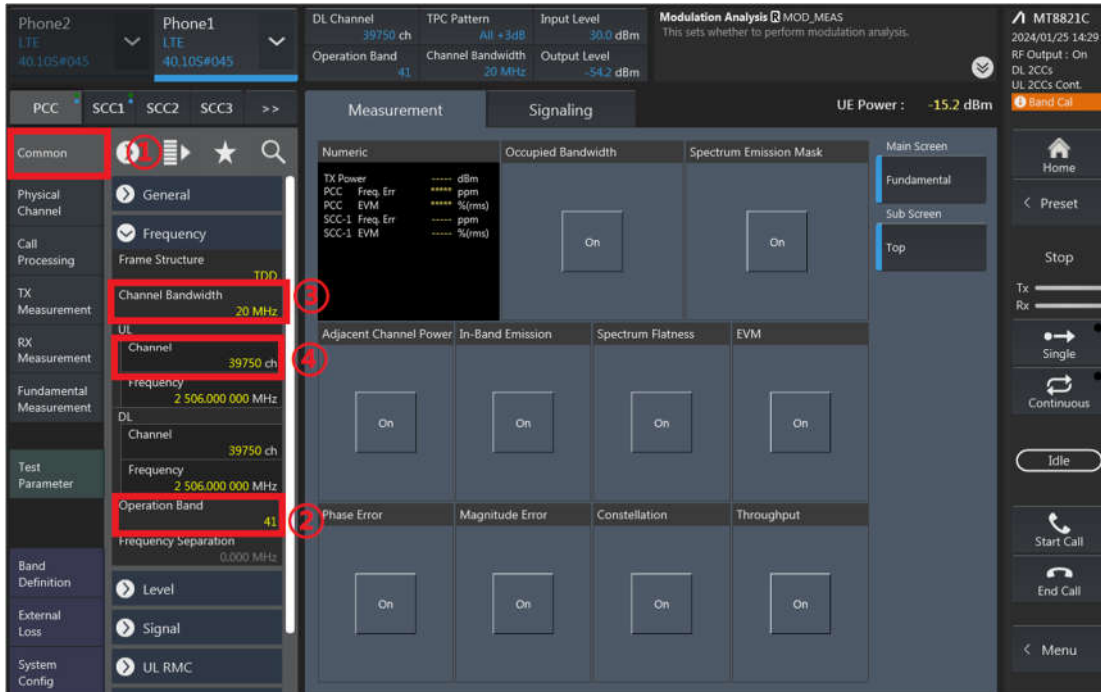 Phone2
LTE
40.10S#045
Phone1
LTE
40.10S#045
DL Channel
39750 ch
TPC Pattern
All +3dB
Input Level
30.0 dBm
Operation Band
41
Channel Bandwidth
20 MHz
Output Level
-54.2 dBm
Modulation Analysis R MOD_MEAS
This sets whether to perform modulation analysis.
MT8821C
2024/01/25 14:29
RF Output : On
DL 2CCs
UL 2CCs Cont.
Band Cal
PCC SCC1 SCC2 SCC3 >>
Measurement
Signaling
UE Power : -15.2 dBm
Common
①
Physical
Channel
Call
Processing
TX
Measurement
RX
Measurement
Fundamental
Measurement
Test
Parameter
Band
Definition
External
Loss
System
Config
General
Frequency
Frame Structure
TDD
Channel Bandwidth
20 MHz
③
UL
Channel
39750 ch
④
Frequency
2 506.000 000 MHz
DL
Channel
39750 ch
Frequency
2 506.000 000 MHz
Operation Band
41
②
Frequency Separation
0.000 MHz
Level
Signal
UL RMC
Numeric
TX Power ----- dBm
PCC Freq. Err ***** ppm
PCC EVM ***** %(rms)
SCC-1 Freq. Err ----- ppm
SCC-1 EVM ----- %(rms)
Occupied Bandwidth
On
Spectrum Emission Mask
On
Adjacent Channel Power
On
In-Band Emission
On
Spectrum Flatness
On
EVM
On
Phase Error
On
Magnitude Error
On
Constellation
On
Throughput
On
Main Screen
Fundamental
Sub Screen
Top
Home
< Preset
Stop
Tx
Rx
Single
Continuous
Idle
Start Call
End Call
< Menu